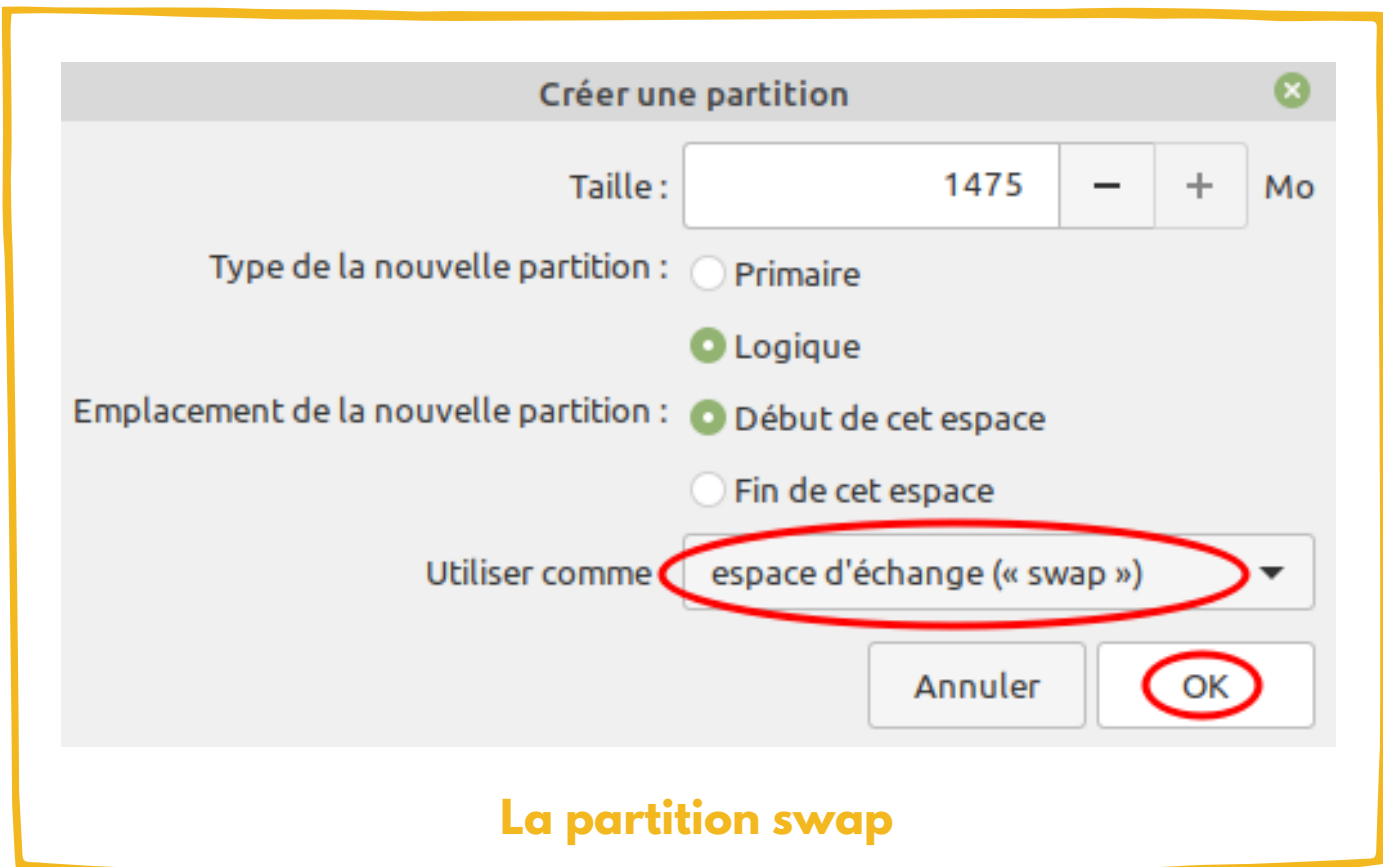 Créer une partition
Taille : 1475 − + Mo
Type de la nouvelle partition : Primaire
Logique
Emplacement de la nouvelle partition : Début de cet espace
Fin de cet espace
Utiliser comme espace d'échange (« swap »)
Annuler OK
La partition swap